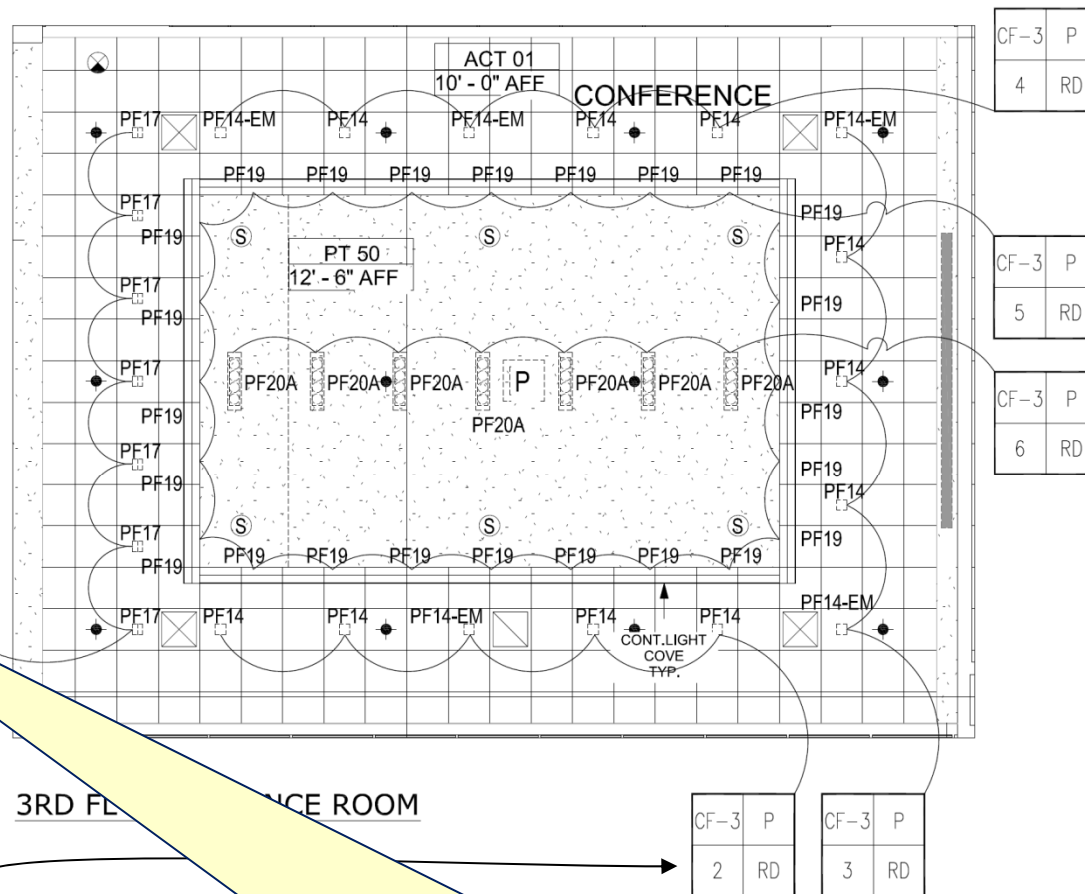 CF-3 P
4 RD
ACT 01
10' - 0" AFF
CONFERENCE
PF17 PF14-EM PF14 PF14-EM PF14 PF14 PF14-EM
PF19 PF19 PF19 PF19 PF19 PF19 PF19
PF17 PF19
PF19 S S S
PF14
CF-3 P
5 RD
PT 50
12' - 6" AFF
PF17 PF19
PF19
PF17 PF14
PF20A PF20A PF20A P PF20A PF20A PF20A
PF20A
CF-3 P
6 RD
PF19 PF19
PF17 PF19
PF19 PF14
S S S
PF17 PF19
PF19 PF19 PF19 PF19 PF19 PF19 PF19 PF19
PF14-EM
PF17 PF14 PF14 PF14-EM PF14 PF14
CONT.LIGHT
COVE
TYP.
3RD FL NCE ROOM
CF-3 P CF-3 P
2 RD 3 RD